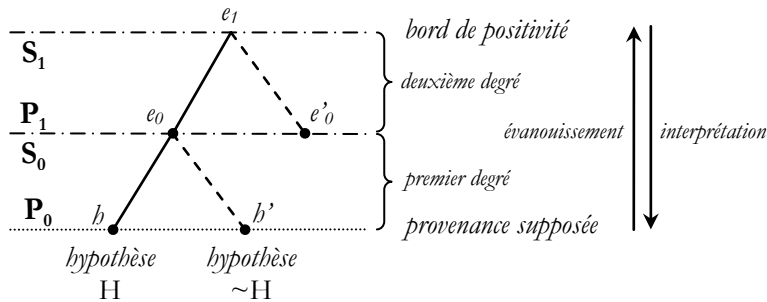 e1 bord de positivité
S1
deuxième degré
P1 e0 e'0 évanouissement interprétation
S0
premier degré
P0 h h' provenance supposée
hypothèse hypothèse
H ~H